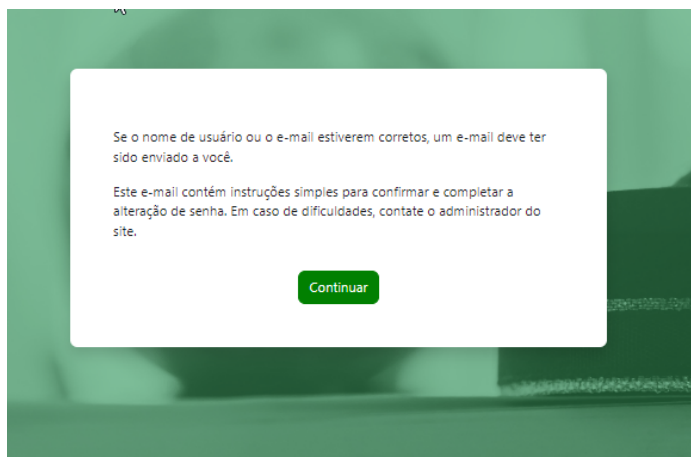 Se o nome de usuário ou o e-mail estiverem corretos, um e-mail deve ter
sido enviado a você.
Este e-mail contém instruções simples para confirmar e completar a
alteração de senha. Em caso de dificuldades, contate o administrador do
site.
Continuar